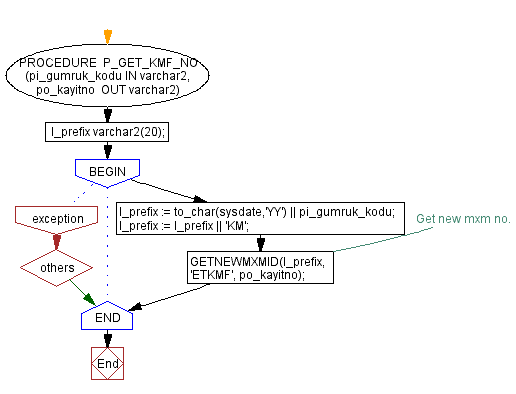 PROCEDURE P_GET_KMF_NO
(pi_gumruk_kodu IN varchar2,
po_kayitno OUT varchar2)
l_prefix varchar2(20);
BEGIN
exception
others
l_prefix := to_char(sysdate,'YY') || pi_gumruk_kodu;
l_prefix := l_prefix || 'KM';
GETNEWMXMID(l_prefix,
'ETKMF', po_kayitno);
Get new mxm no.
END
End